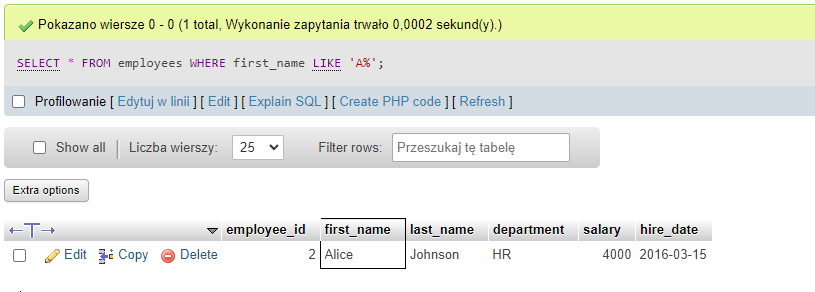 Pokazano wiersze 0 - 0 (1 total, Wykonanie zapytania trwało 0,0002 sekund(y).)
SELECT * FROM employees WHERE first_name LIKE 'A%';
Profilowanie [ Edytuj w linii ] [ Edit ] [ Explain SQL ] [ Create PHP code ] [ Refresh ]
Show all | Liczba wierszy: 25 Filter rows: Przeszukaj tę tabelę
Extra options
←T→ employee_id first_name last_name department salary hire_date
Edit Copy Delete 2 Alice Johnson HR 4000 2016-03-15